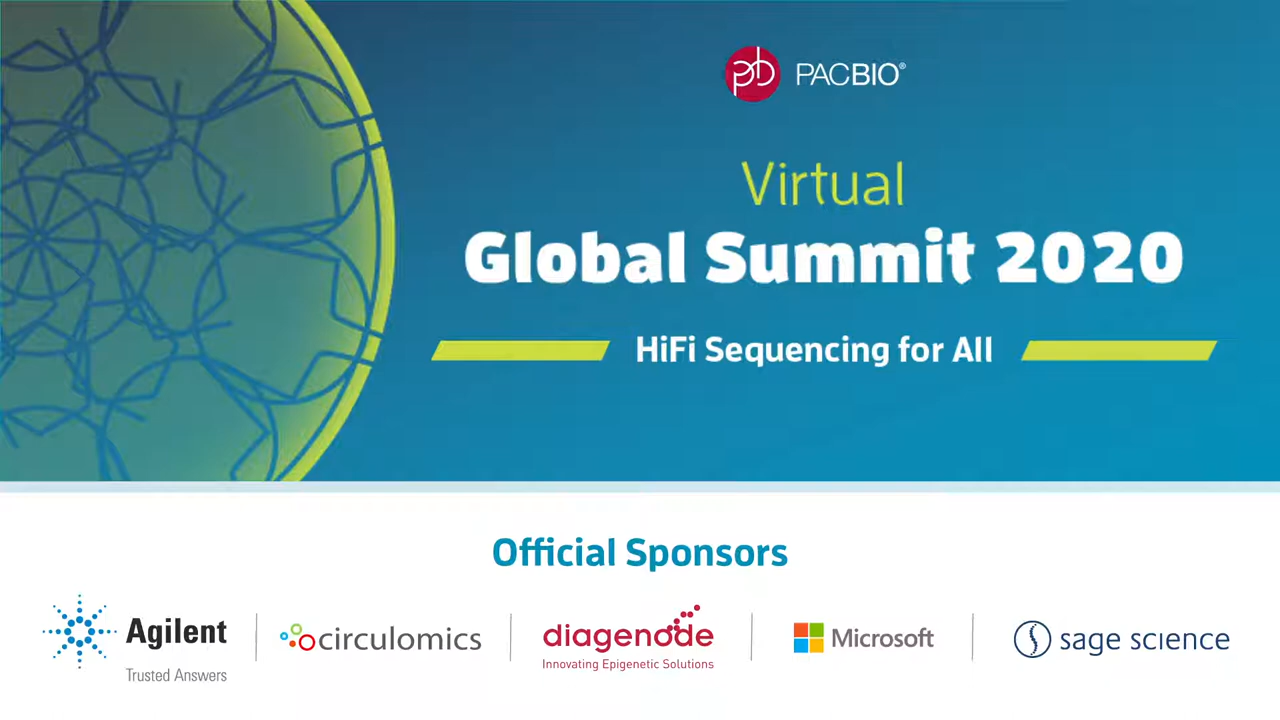 pb PACBIO®
Virtual
Global Summit 2020
HiFi Sequencing for All
Official Sponsors
Agilent
Trusted Answers
circulomics
diagenode
Innovating Epigenetic Solutions
Microsoft
sage science